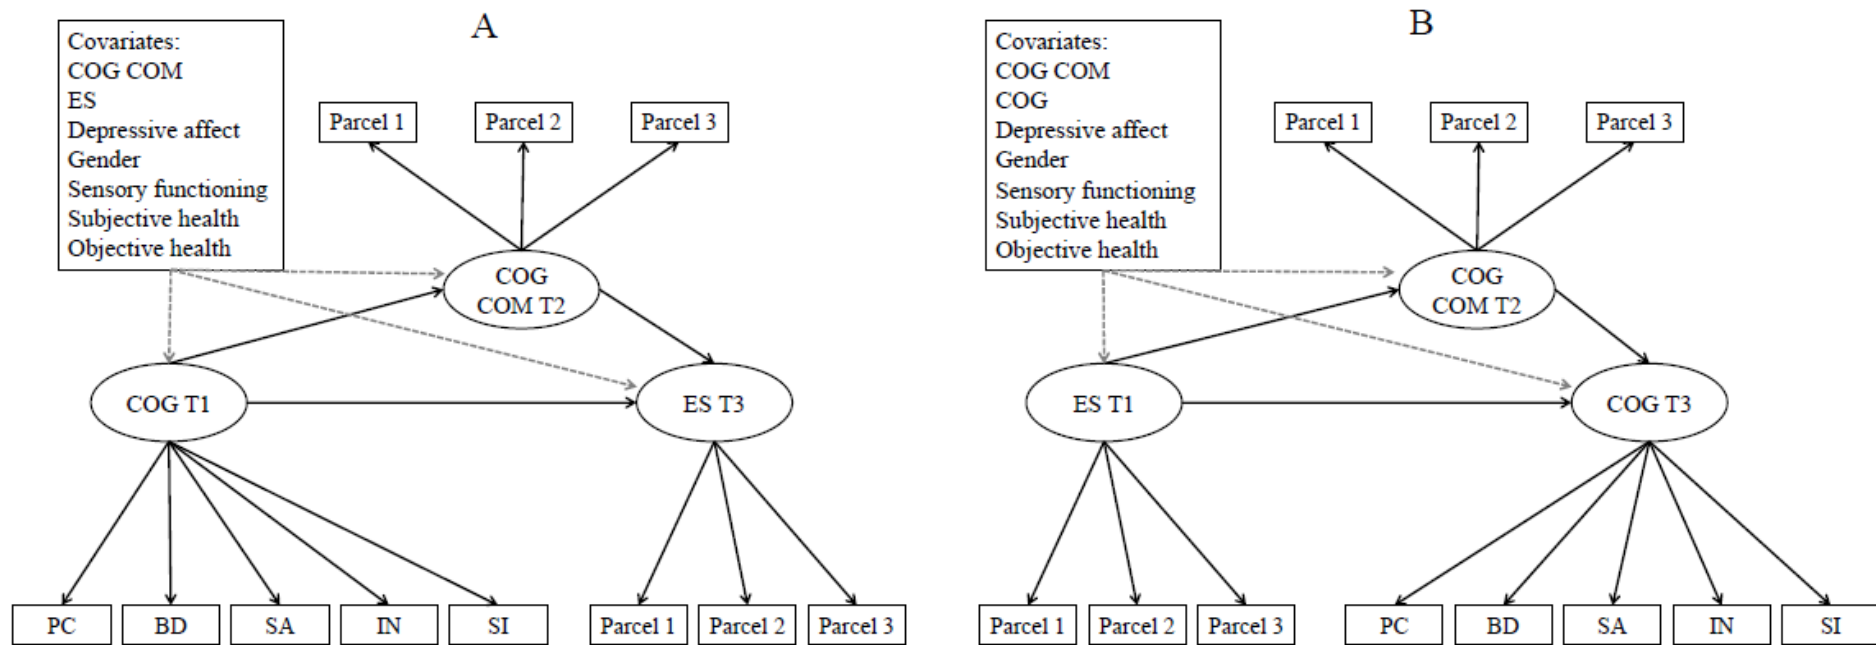 A
Covariates:
COG COM
ES
Depressive affect
Gender
Sensory functioning
Subjective health
Objective health
Parcel 1
Parcel 2
Parcel 3
COG
COM T2
COG T1
ES T3
PC
BD
SA
IN
SI
Parcel 1
Parcel 2
Parcel 3
B
Covariates:
COG COM
COG
Depressive affect
Gender
Sensory functioning
Subjective health
Objective health
Parcel 1
Parcel 2
Parcel 3
COG
COM T2
ES T1
COG T3
Parcel 1
Parcel 2
Parcel 3
PC
BD
SA
IN
SI